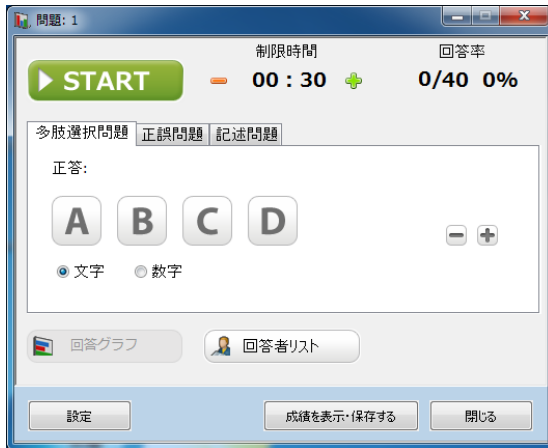 問題: 1
制限時間
回答率
START
00 : 30
0/40 0%
多肢選択問題
正誤問題
記述問題
正答:
A B C D
文字
数字
回答グラフ
回答者リスト
設定
成績を表示・保存する
閉じる